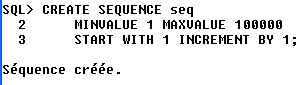 SQL> CREATE SEQUENCE seq
2 MINVALUE 1 MAXVALUE 100000
3 START WITH 1 INCREMENT BY 1;
Séquence créée.